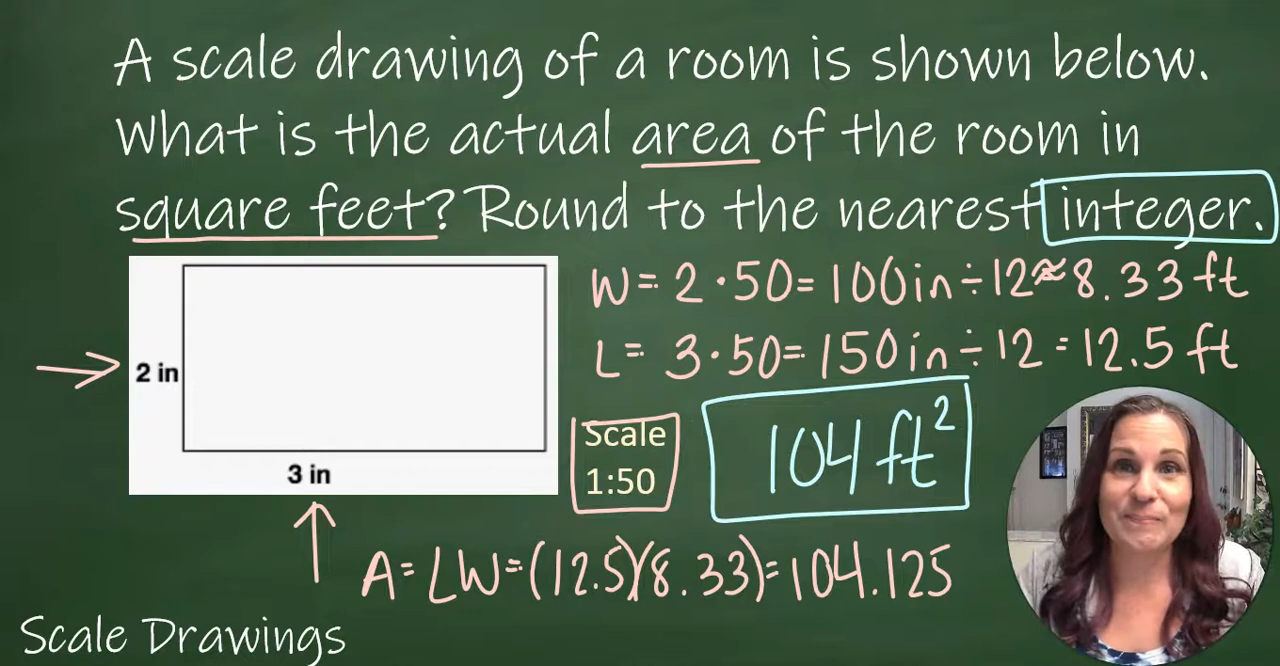 A scale drawing of a room is shown below.
What is the actual area of the room in
square feet? Round to the nearest integer.
2 in
3 in
W = 2 · 50 = 100in ÷ 12 ≈ 8.33 ft
L = 3 · 50 = 150 in ÷ 12 = 12.5 ft
Scale
1:50
104 ft²
A = LW = (12.5)(8.33) = 104.125
Scale Drawings